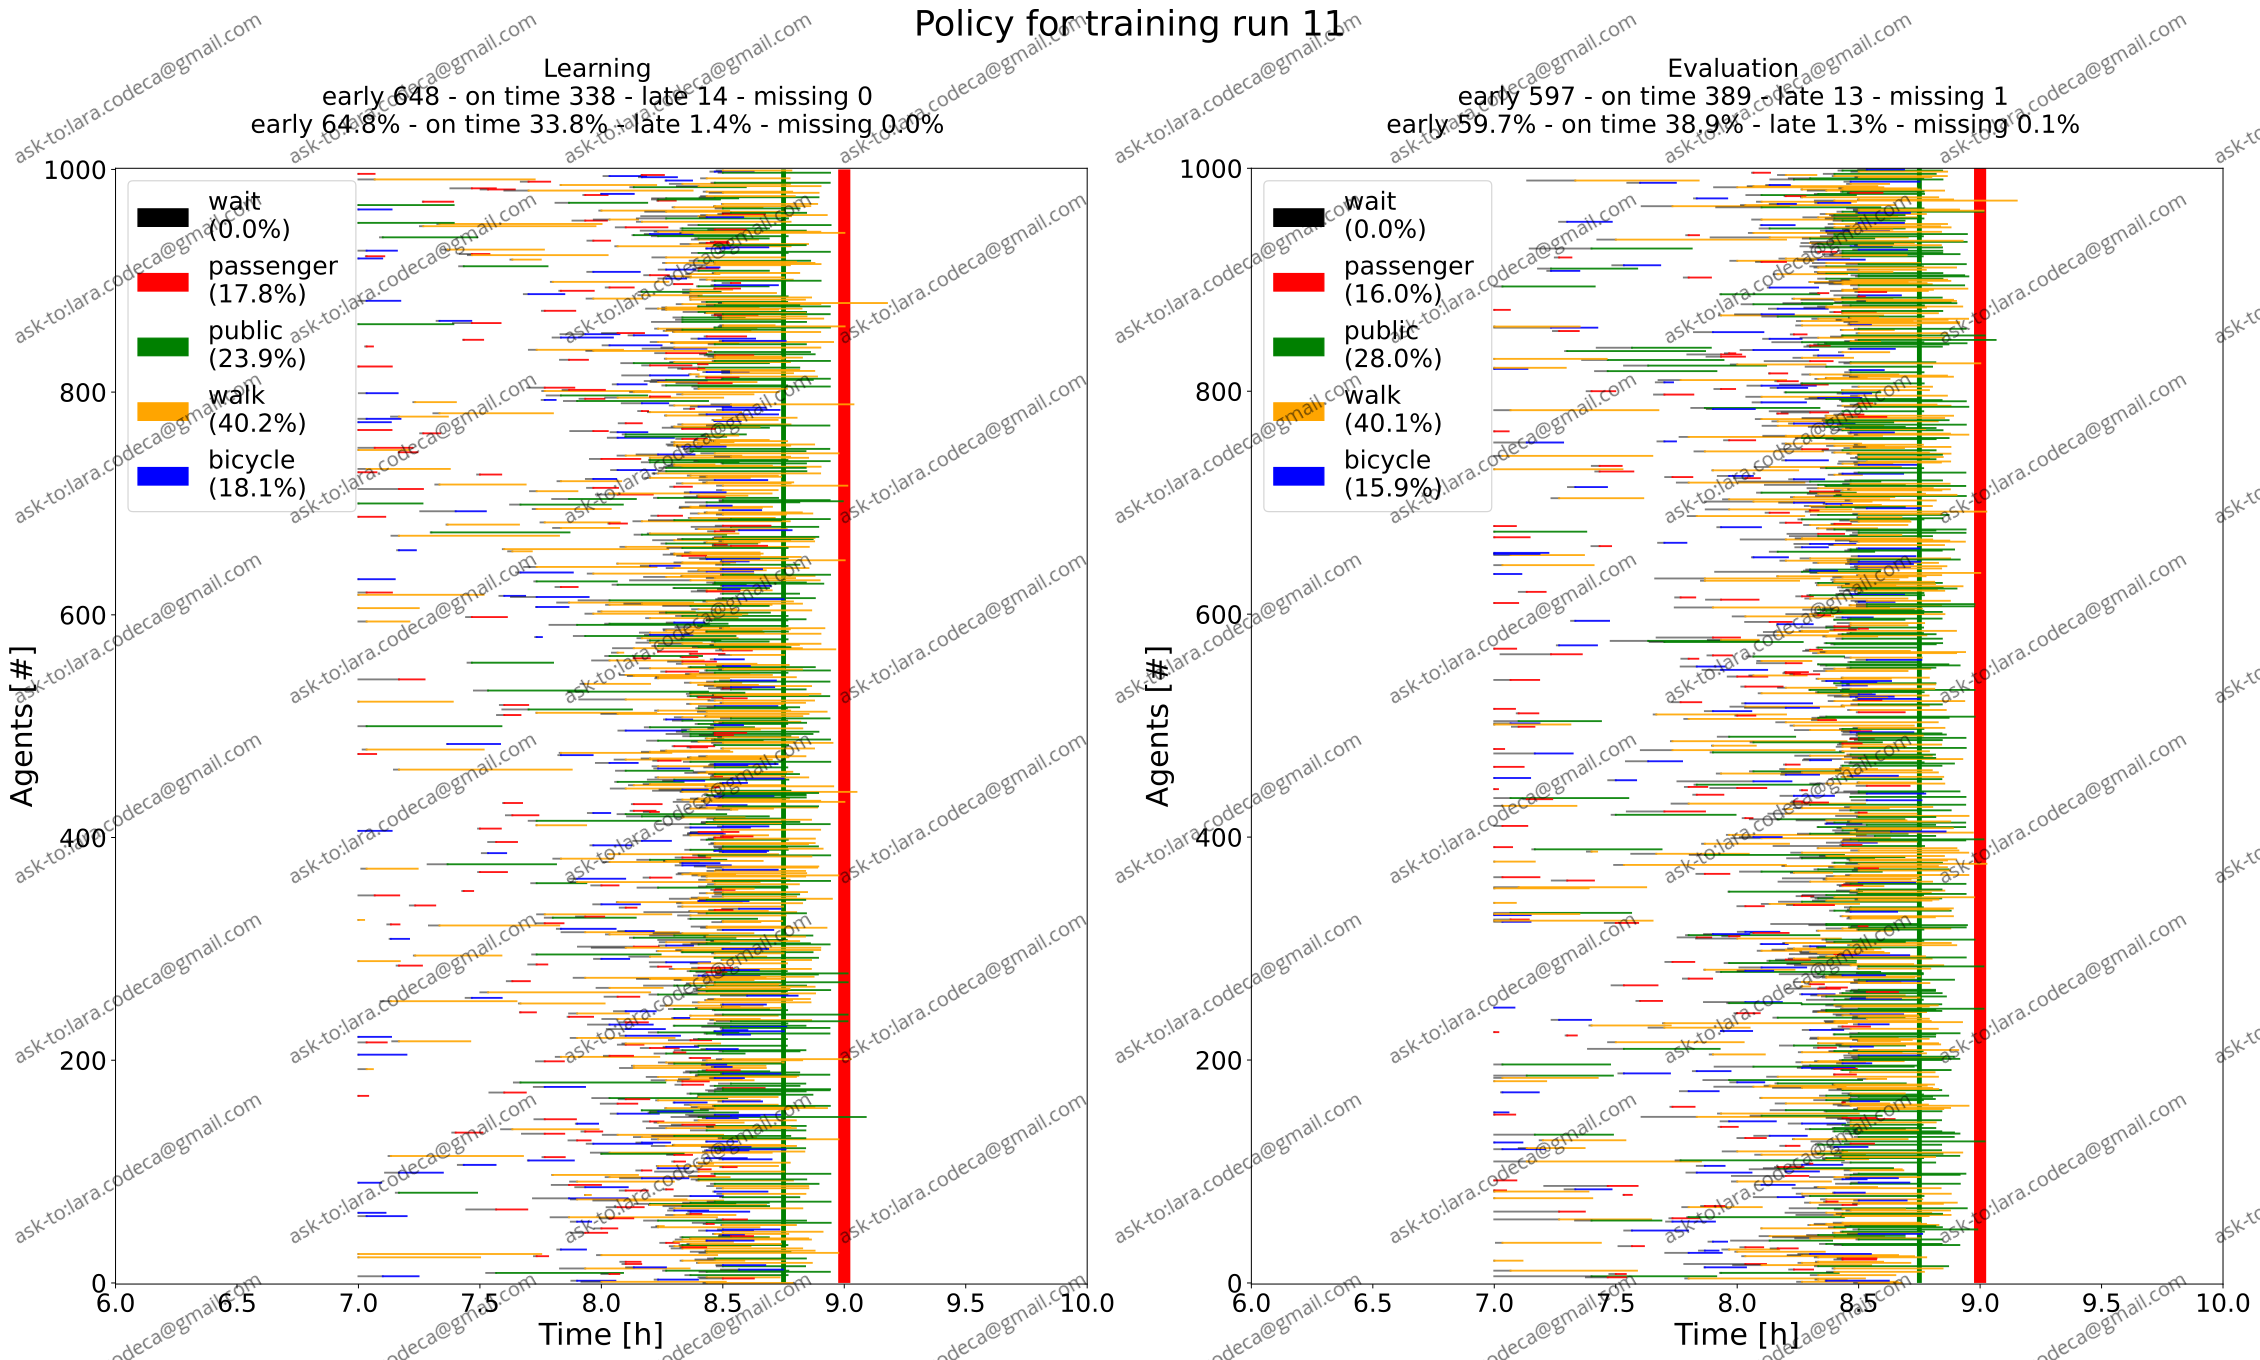 Policy for training run 11
Learning
early 648 - on time 338 - late 14 - missing 0
early 64.8% - on time 33.8% - late 1.4% - missing 0.0%
Evaluation
early 597 - on time 389 - late 13 - missing 1
early 59.7% - on time 38.9% - late 1.3% - missing 0.1%
Agents [#]
1000
800
600
400
200
0
wait
(0.0%)
passenger
(17.8%)
public
(23.9%)
walk
(40.2%)
bicycle
(18.1%)
6.0 6.5 7.0 7.5 8.0 8.5 9.0 9.5 10.0
Time [h]
Agents [#]
1000
800
600
400
200
0
wait
(0.0%)
passenger
(16.0%)
public
(28.0%)
walk
(40.1%)
bicycle
(15.9%)
6.0 6.5 7.0 7.5 8.0 8.5 9.0 9.5 10.0
Time [h]
ask-to:lara.codeca@gmail.com